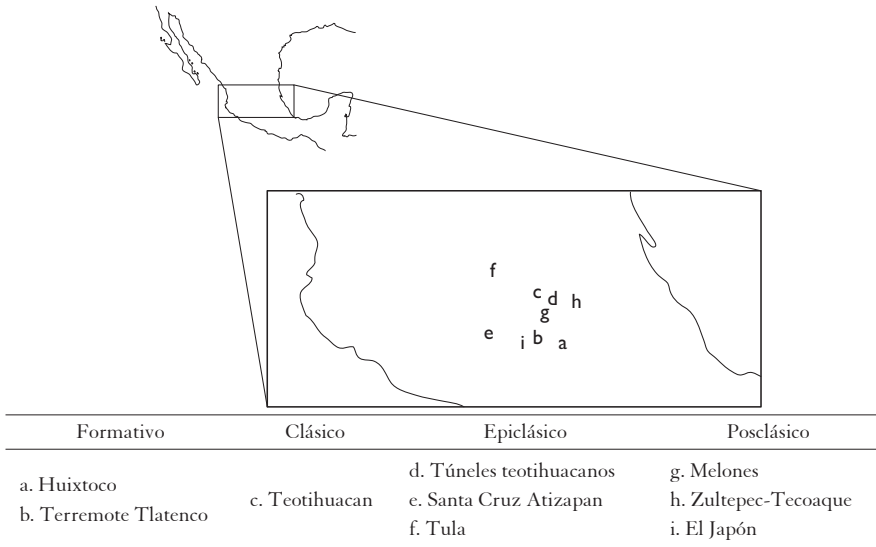 f
c
d
h
g
e
i
b
a
Formativo Clásico Epiclásico Posclásico
d. Túneles teotihuacanos g. Melones
a. Huixtoco
c. Teotihuacan e. Santa Cruz Atizapan h. Zultepec-Tecoaque
b. Terremote Tlatenco
f. Tula i. El Japón